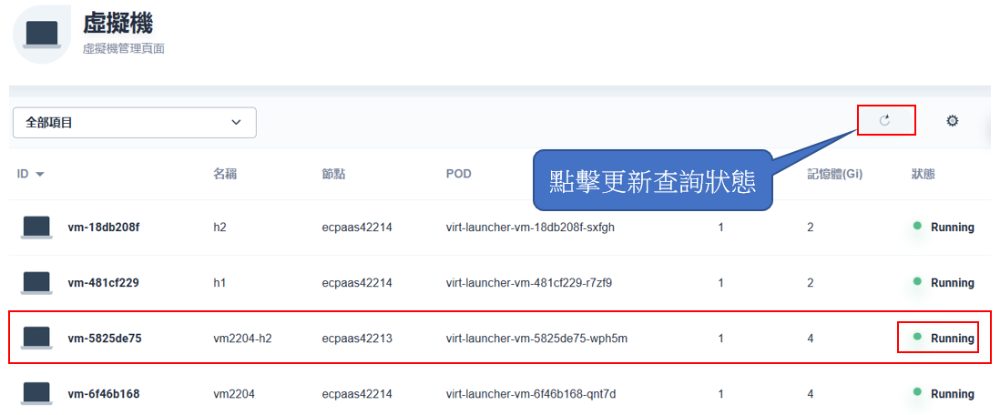 虛擬機
虛擬機管理頁面
全部項目
點擊更新查詢狀態
ID 名稱 節點 POD 記憶體(Gi) 狀態
vm-18db208f h2 ecpaas42214 virt-launcher-vm-18db208f-sxfgh 1 2 Running
vm-481cf229 h1 ecpaas42214 virt-launcher-vm-481cf229-r7zf9 1 2 Running
vm-5825de75 vm2204-h2 ecpaas42213 virt-launcher-vm-5825de75-wph5m 1 4 Running
vm-6f46b168 vm2204 ecpaas42214 virt-launcher-vm-6f46b168-qnt7d 1 4 Running